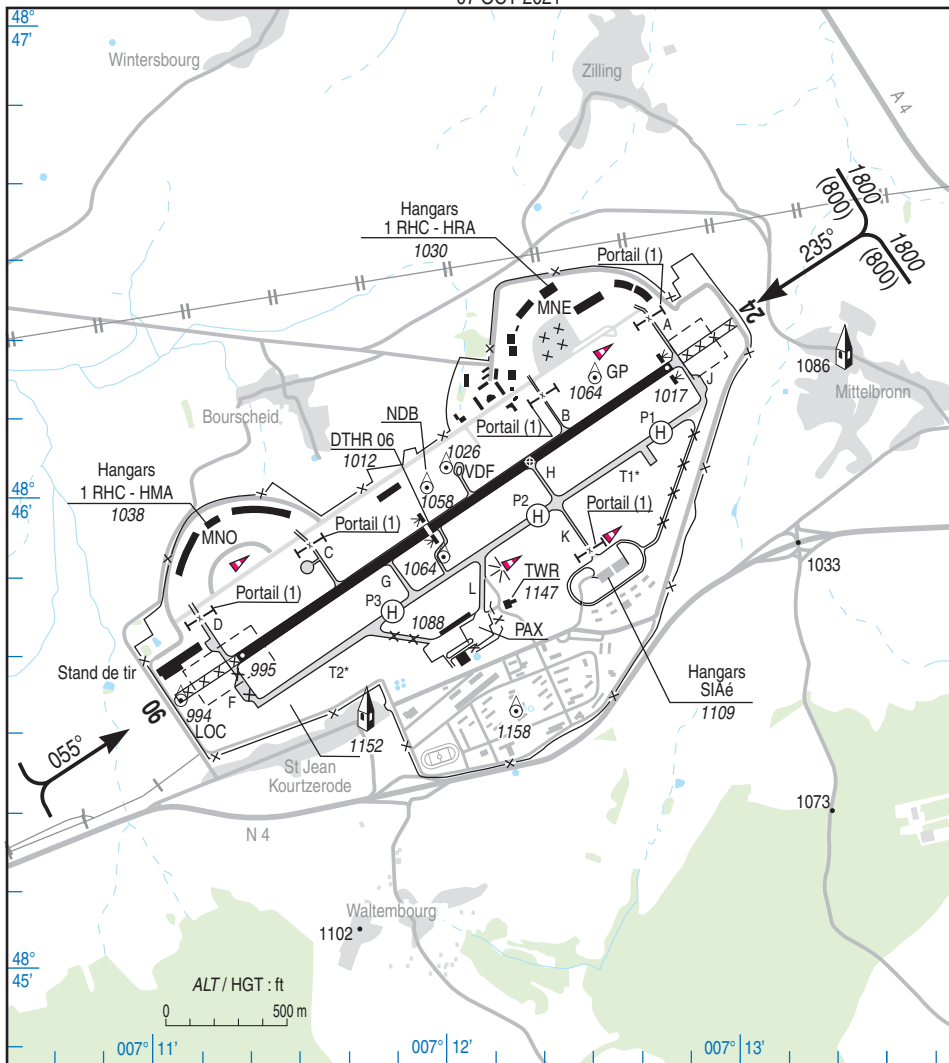 48°
47'
Wintersbourg
Zilling
A 4
1800
(800)
235°
1800
(800)
Hangars
1 RHC - HRA
1030
Portail (1)
MNE
A
24
1086
Mittelbronn
GP
1064
1017
J
Bourscheid
NDB
DTHR 06
1012
Portail (1)
B
P1
H
1026
QVDF
1058
H
T1*
48°
46'
Hangars
1 RHC - HMA
1038
MNO
Portail (1)
C
P2
H
Portail (1)
K
1033
1064
G
TWR
1147
L
Portail (1)
D
P3
H
1088
PAX
Stand de tir
995
T2*
F
994
LOC
06
055°
Hangars
SIAé
1109
1152
1158
St Jean
Kourtzerode
N 4
1073
Waltembourg
1102
48°
45'
ALT / HGT : ft
0
500 m
007° 11'
007° 12'
007° 13'